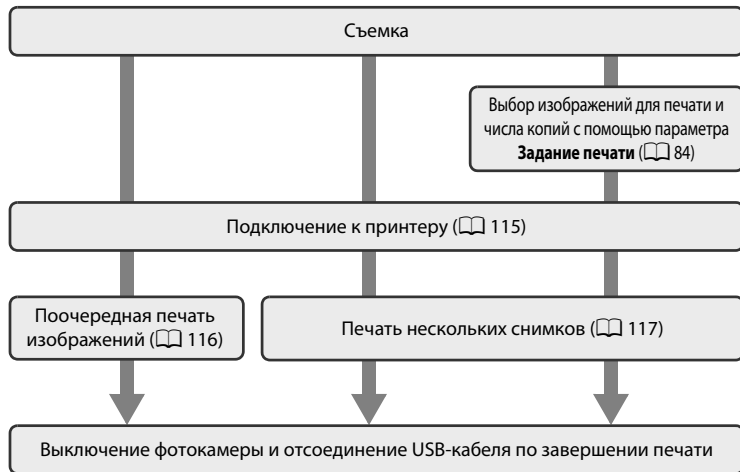 Съемка
Выбор изображений для печати и
числа копий с помощью параметра
Задание печати (84)
Подключение к принтеру (115)
Поочередная печать
изображений (116)
Печать нескольких снимков (117)
Выключение фотокамеры и отсоединение USB-кабеля по завершении печати